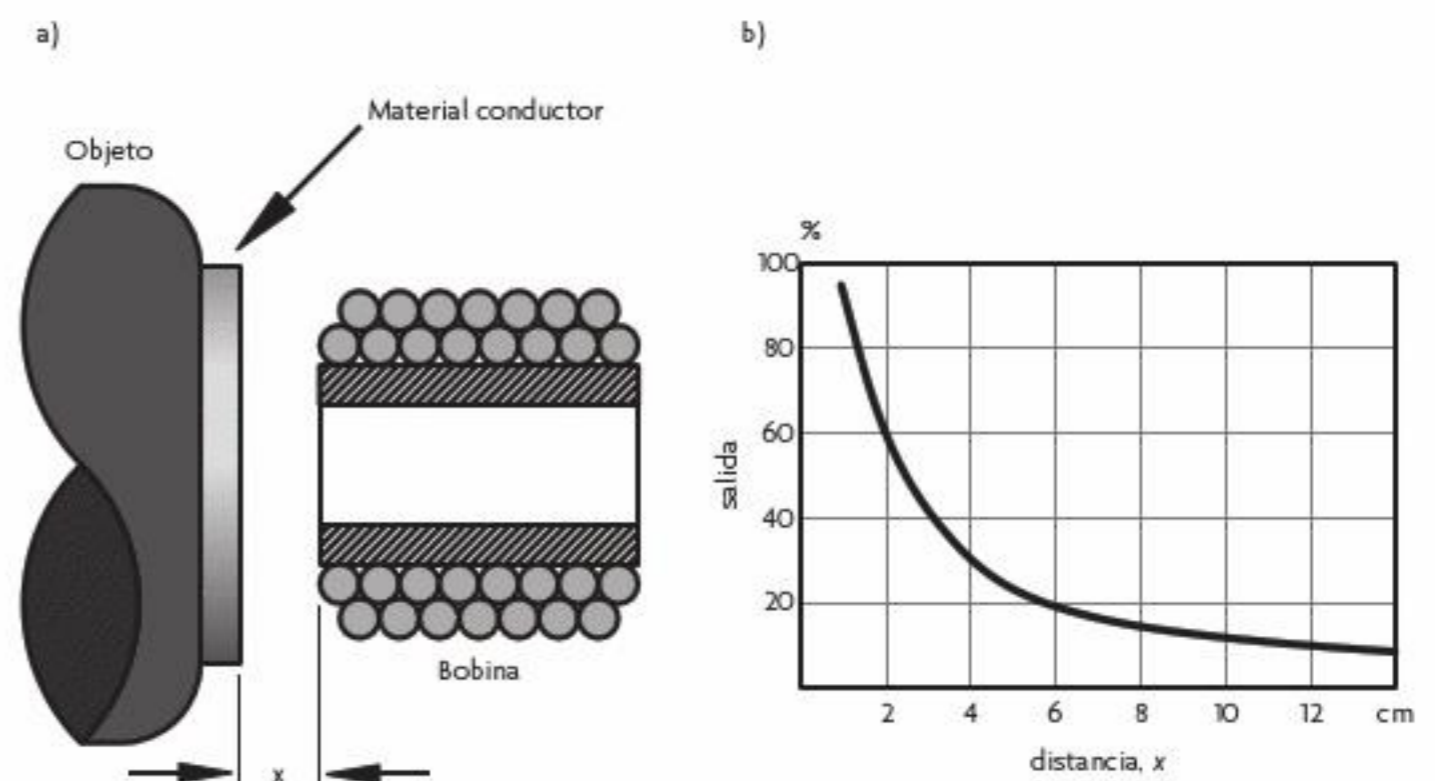 a)
Material conductor
Objeto
Bobina
x
b)
%
100
80
60
40
20
salida
2 4 6 8 10 12 cm
distancia, x